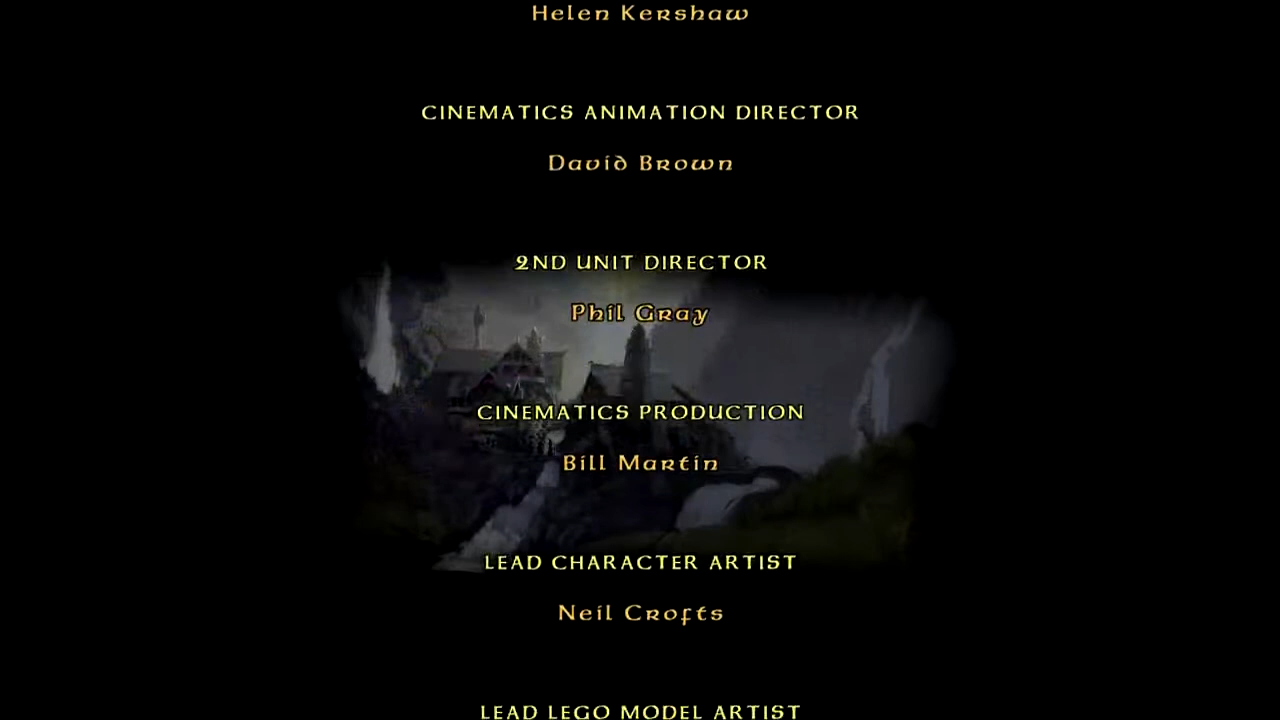 Helen Kershaw
CINEMATICS ANIMATION DIRECTOR
David Brown
2ND UNIT DIRECTOR
Phil Gray
CINEMATICS PRODUCTION
Bill Martin
LEAD CHARACTER ARTIST
Neil Crofts
LEAD LEGO MODEL ARTIST